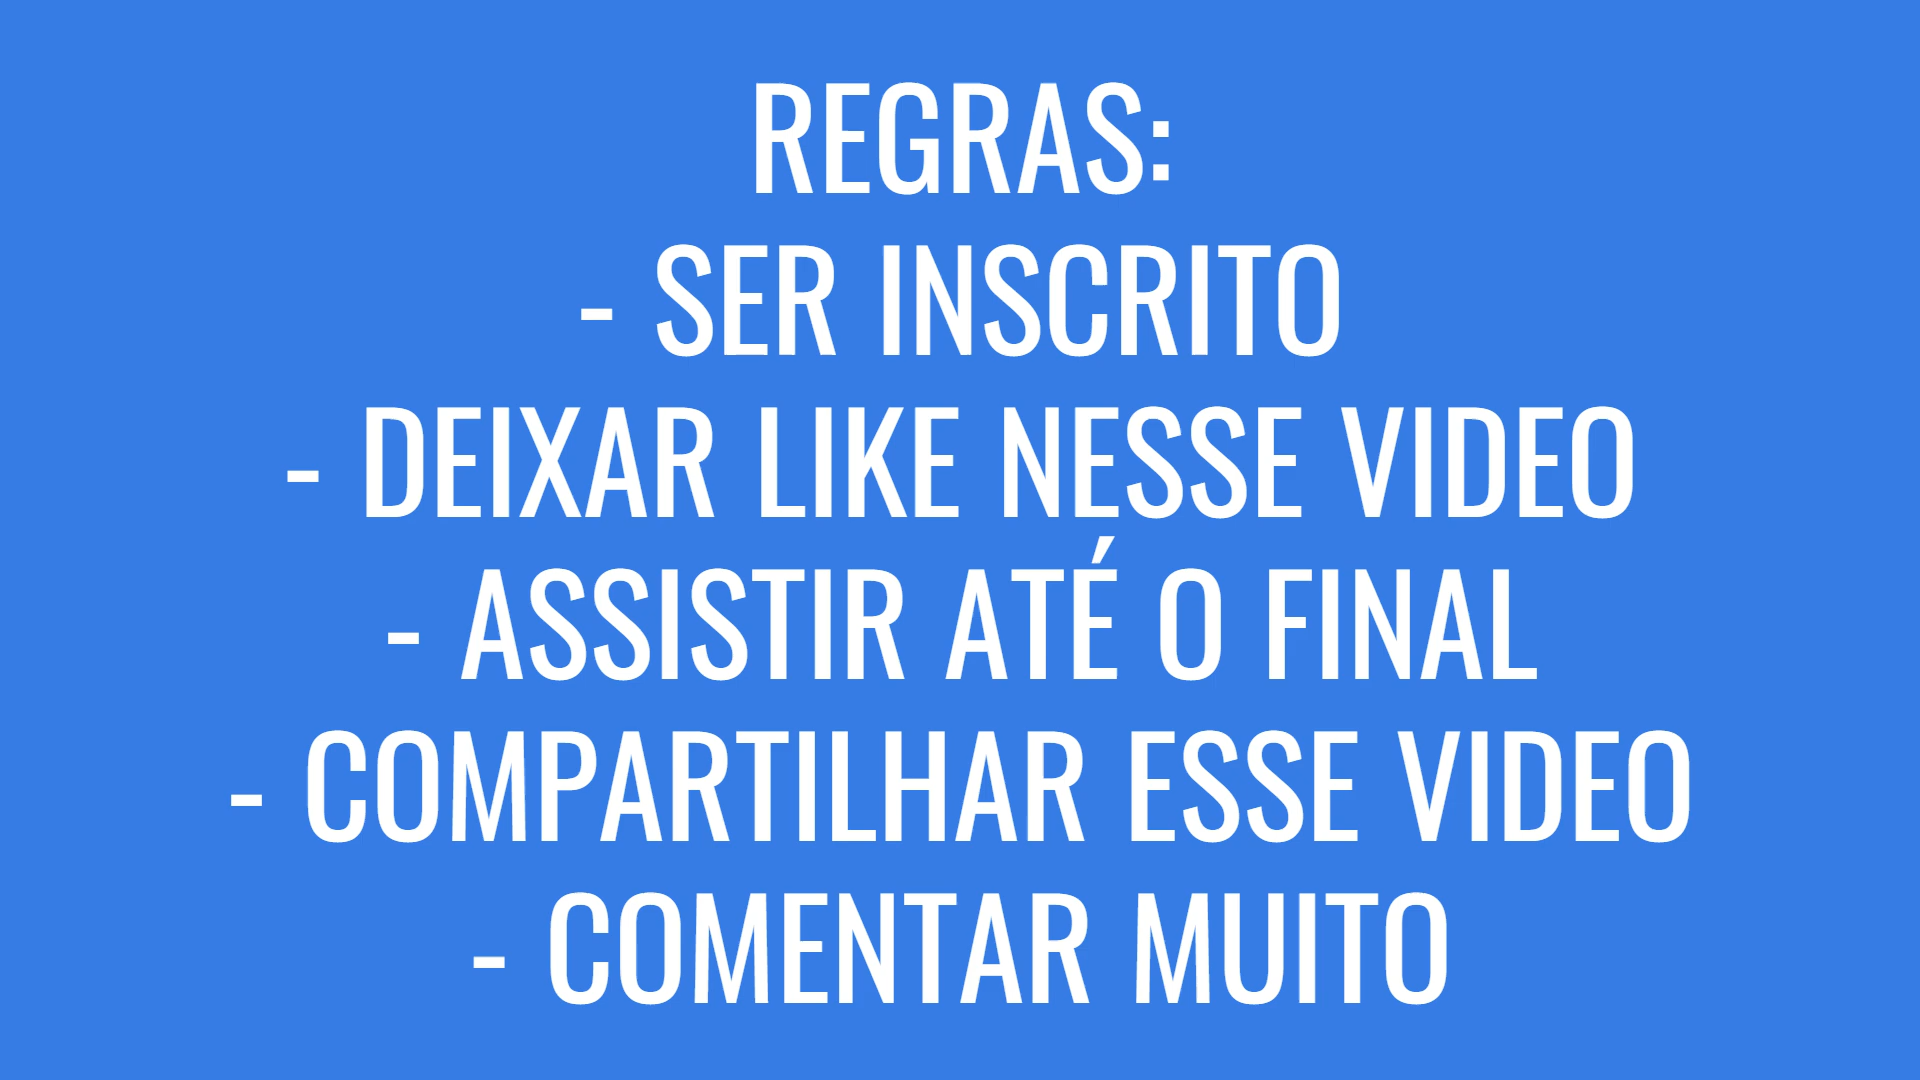 REGRAS:
- SER INSCRITO
- DEIXAR LIKE NESSE VIDEO
- ASSISTIR ATÉ O FINAL
- COMPARTILHAR ESSE VIDEO
- COMENTAR MUITO